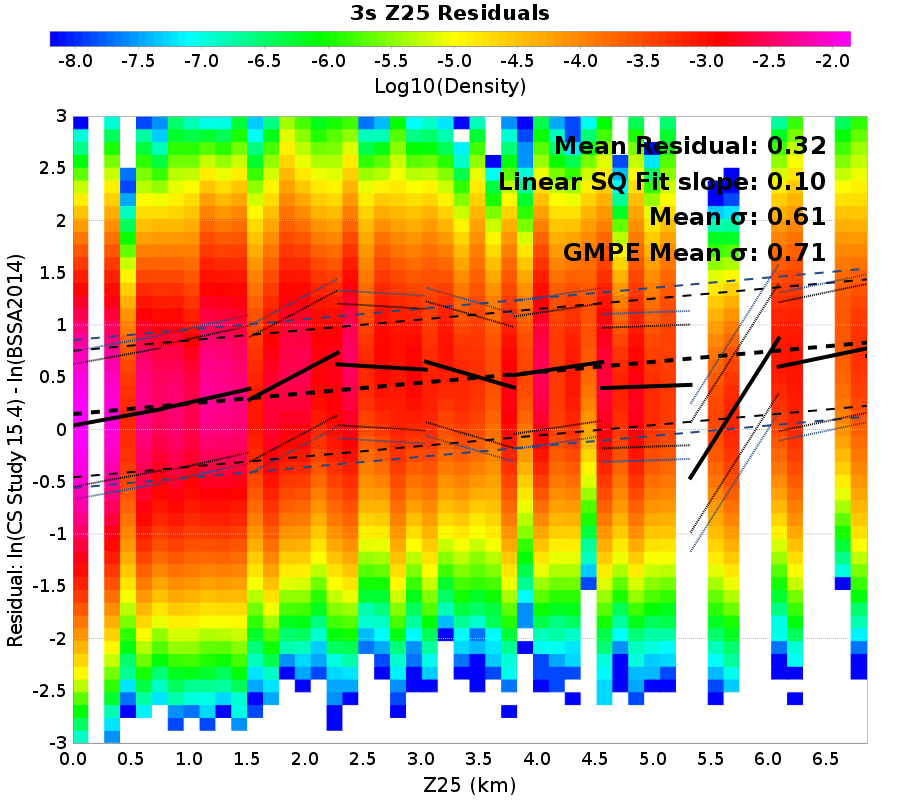 3s Z25 Residuals
-8.0 -7.5 -7.0 -6.5 -6.0 -5.5 -5.0 -4.5 -4.0 -3.5 -3.0 -2.5 -2.0
Log10(Density)
Mean Residual: 0.32
Linear SQ Fit slope: 0.10
Mean σ: 0.61
GMPE Mean σ: 0.71
Residual: ln(CS Study 15.4) - ln(BSSA2014)
3
2.5
2
1.5
1
0.5
0
-0.5
-1
-1.5
-2
-2.5
-3
0.0 0.5 1.0 1.5 2.0 2.5 3.0 3.5 4.0 4.5 5.0 5.5 6.0 6.5
Z25 (km)